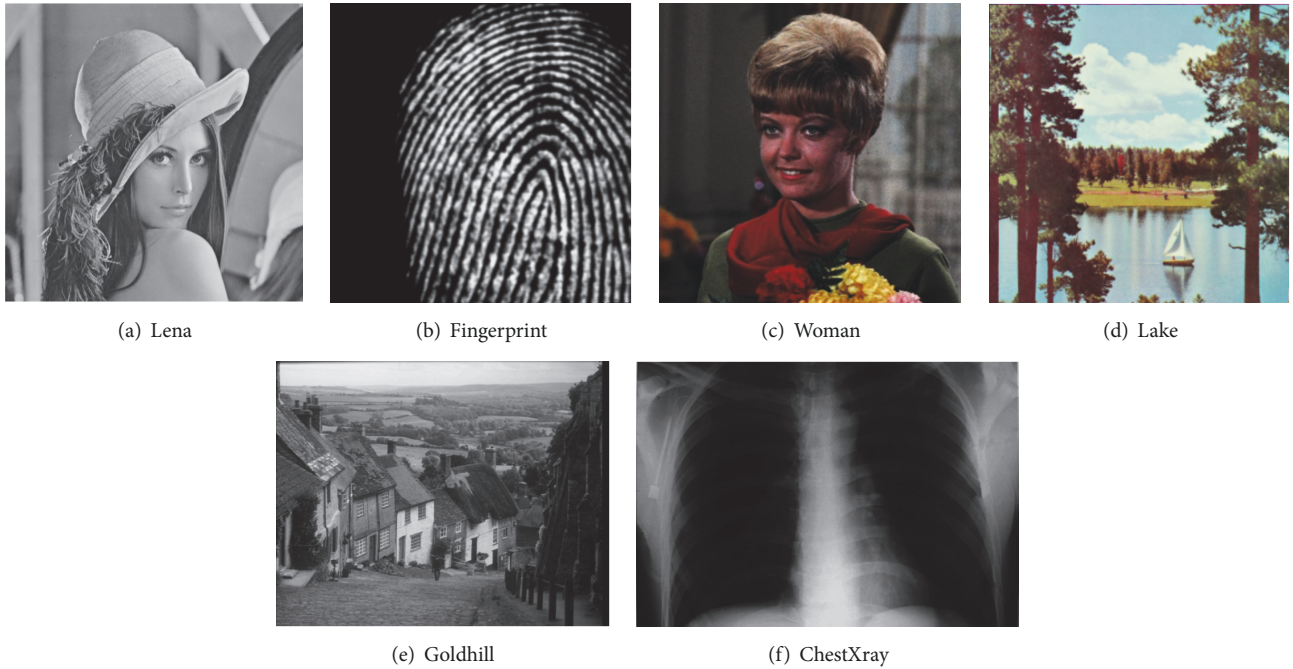 (a) Lena
(b) Fingerprint
(c) Woman
(d) Lake
(e) Goldhill
(f) ChestXray